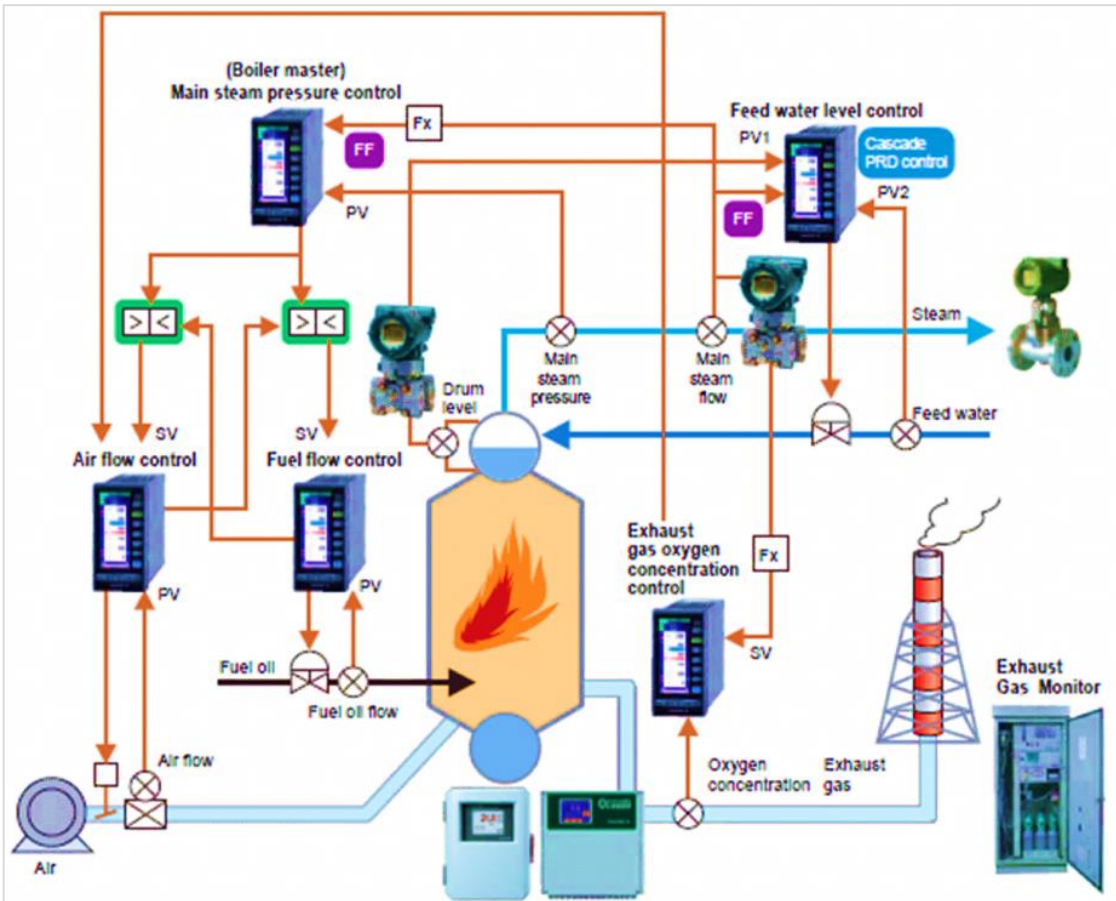 (Boiler master)
Main steam pressure control
Fx
FF
PV
Feed water level control
PV1
Cascade
PRD control
PV2
FF
> <
> <
SV
SV
Air flow control
Fuel flow control
PV
PV
Drum
level
Main
steam
pressure
Main
steam
flow
Steam
Feed water
Exhaust
gas oxygen
concentration
control
Fx
SV
Fuel oil
Fuel oil flow
Air flow
Air
Oxygen
concentration
Exhaust
gas
Exhaust
Gas Monitor